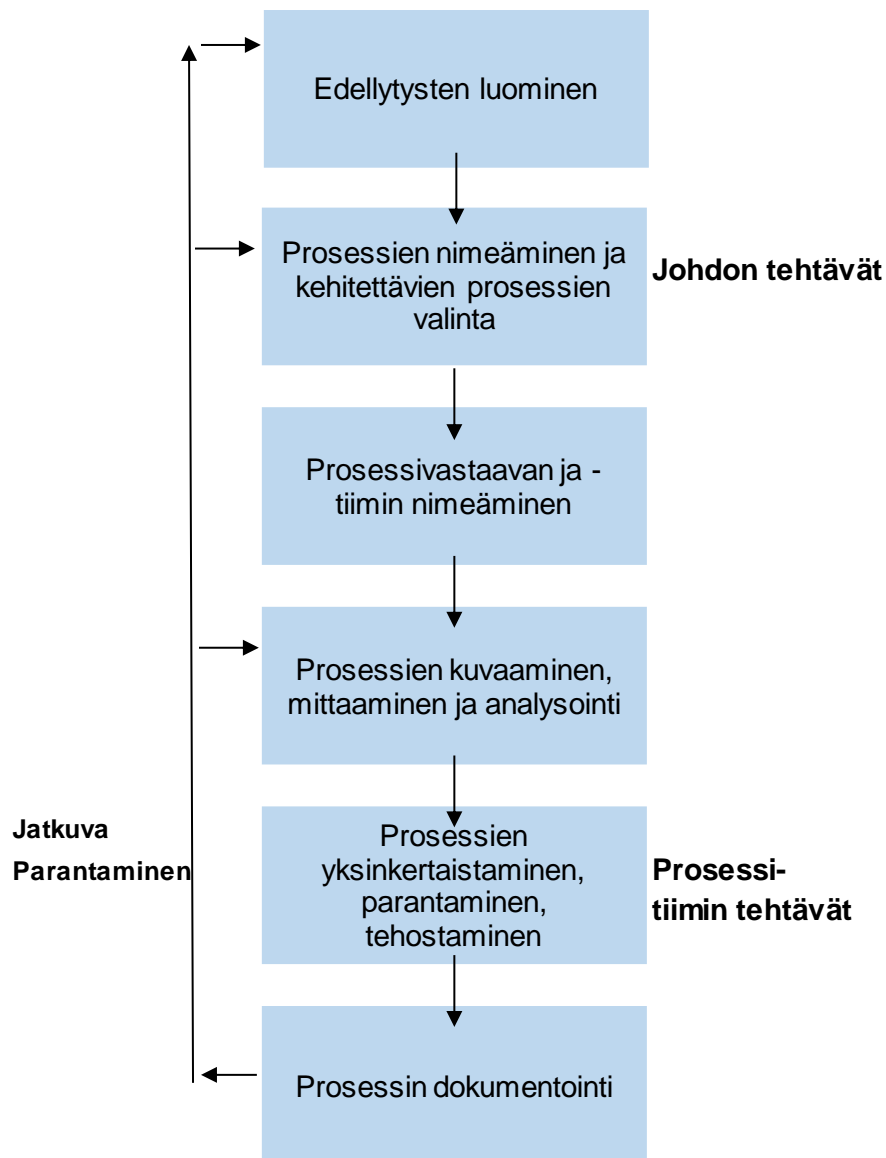 Edellytysten luominen
Prosessien nimeäminen ja
kehitettävien prosessien
valinta
Johdon tehtävät
Prosessivastaavan ja -
tiimin nimeäminen
Prosessien kuvaaminen,
mittaaminen ja analysointi
Jatkuva
Parantaminen
Prosessien
yksinkertaistaminen,
parantaminen,
tehostaminen
Prosessi-
tiimin tehtävät
Prosessin dokumentointi